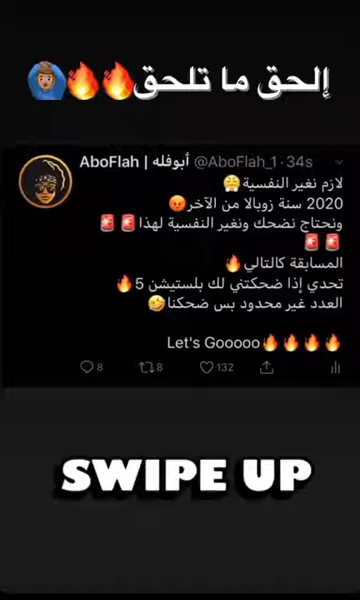 إلحق ما تلحق🔥🔥🙆🏽‍♂️
AboFlah | أبوفله @AboFlah_1 · 34s
لازم نغير النفسية😤
2020 سنة زوبالا من الآخر😡
ونحتاج نضحك ونغير النفسية لهذا🚨🚨
🚨🚨
المسابقة كالتالي🔥
تحدي إذا ضحكتني لك بلستيشن 5🔥
العدد غير محدود بس ضحكنا🤣
Let's Gooooo🔥🔥🔥🔥
8 8 132
SWIPE UP